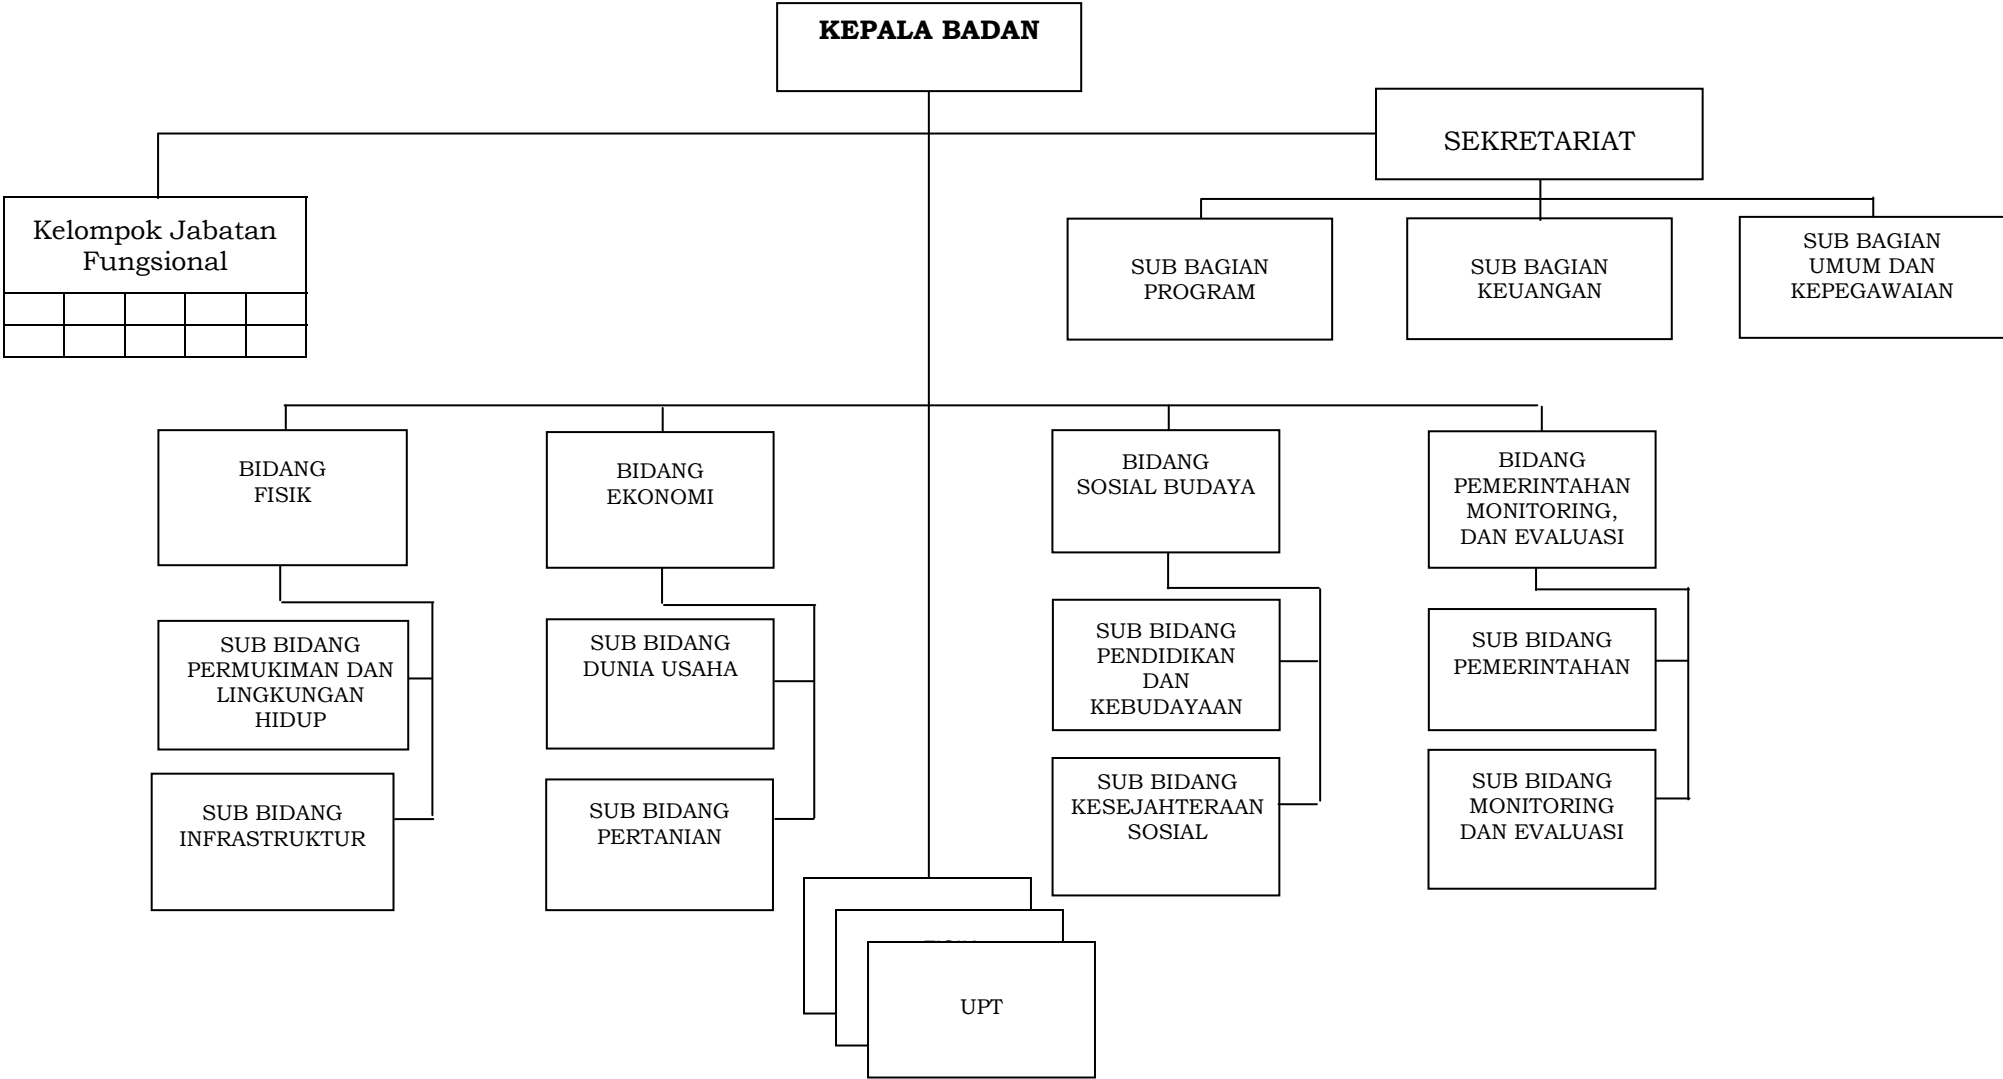 KEPALA BADAN
SEKRETARIAT
Kelompok Jabatan
Fungsional
SUB BAGIAN
PROGRAM
SUB BAGIAN
KEUANGAN
SUB BAGIAN
UMUM DAN
KEPEGAWAIAN
BIDANG
FISIK
BIDANG
EKONOMI
BIDANG
SOSIAL BUDAYA
BIDANG
PEMERINTAHAN
MONITORING,
DAN EVALUASI
SUB BIDANG
PERMUKIMAN DAN
LINGKUNGAN
HIDUP
SUB BIDANG
DUNIA USAHA
SUB BIDANG
PENDIDIKAN
DAN
KEBUDAYAAN
SUB BIDANG
PEMERINTAHAN
SUB BIDANG
INFRASTRUKTUR
SUB BIDANG
PERTANIAN
SUB BIDANG
KESEJAHTERAAN
SOSIAL
SUB BIDANG
MONITORING
DAN EVALUASI
UPT